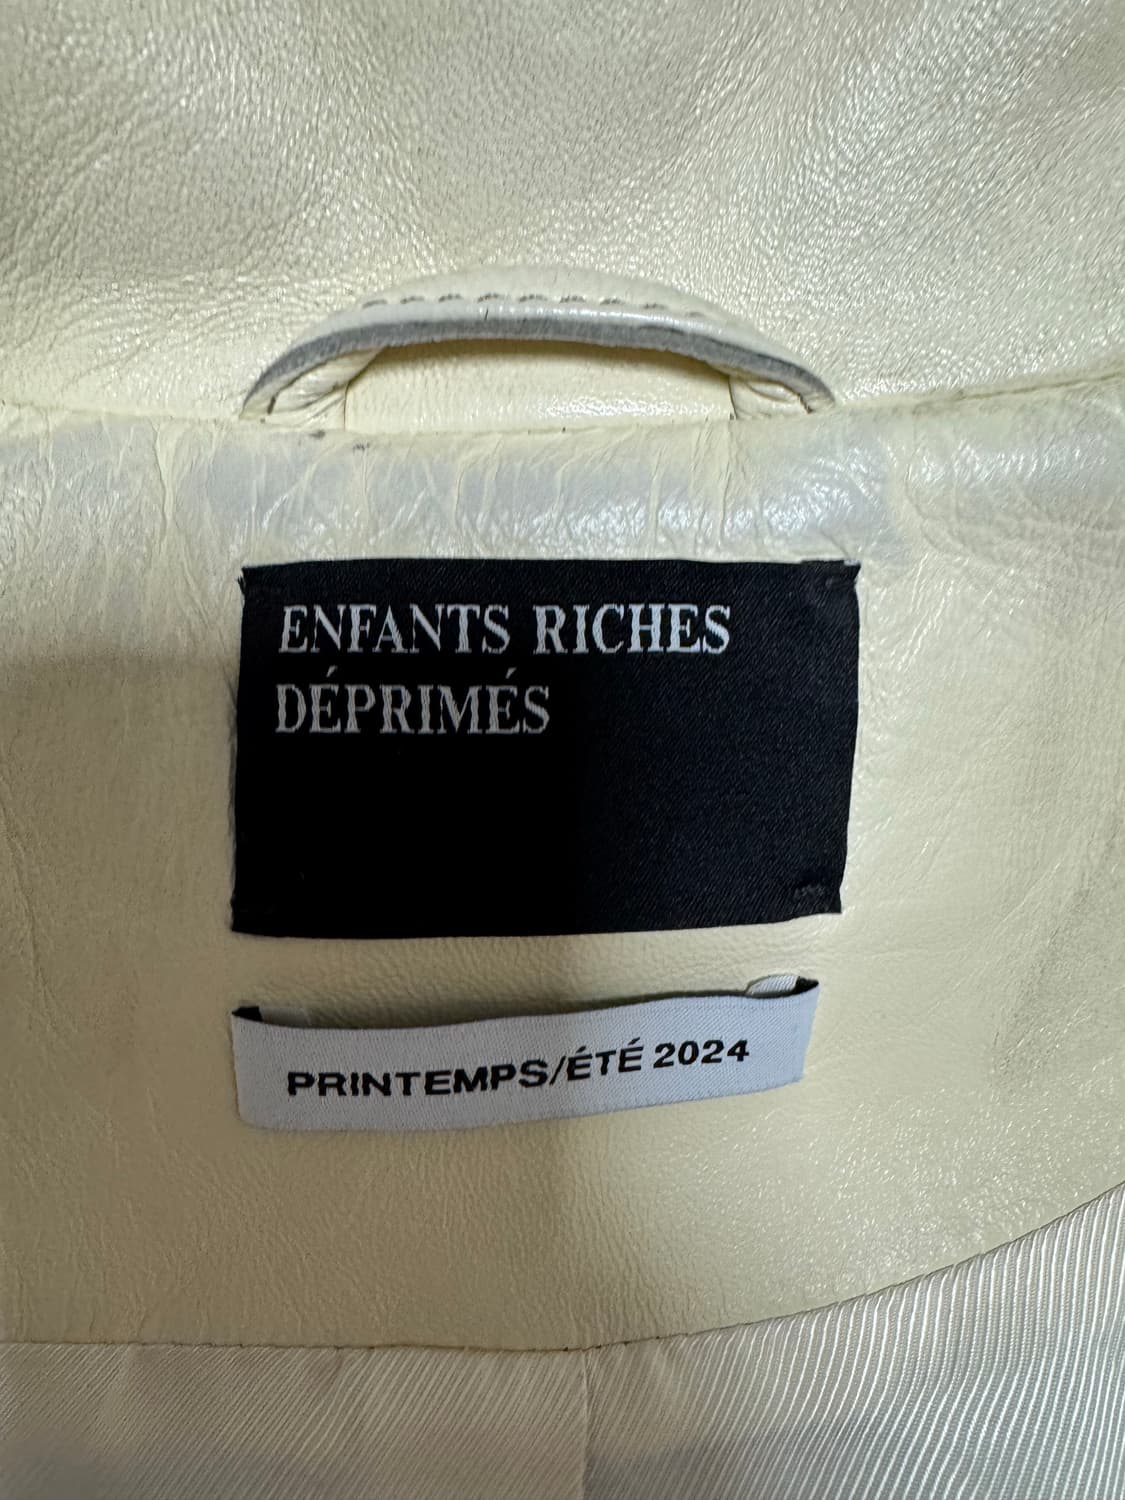 ENFANTS RICHES
DÉPRIMÉS
PRINTEMPS/ÉTÉ 2024